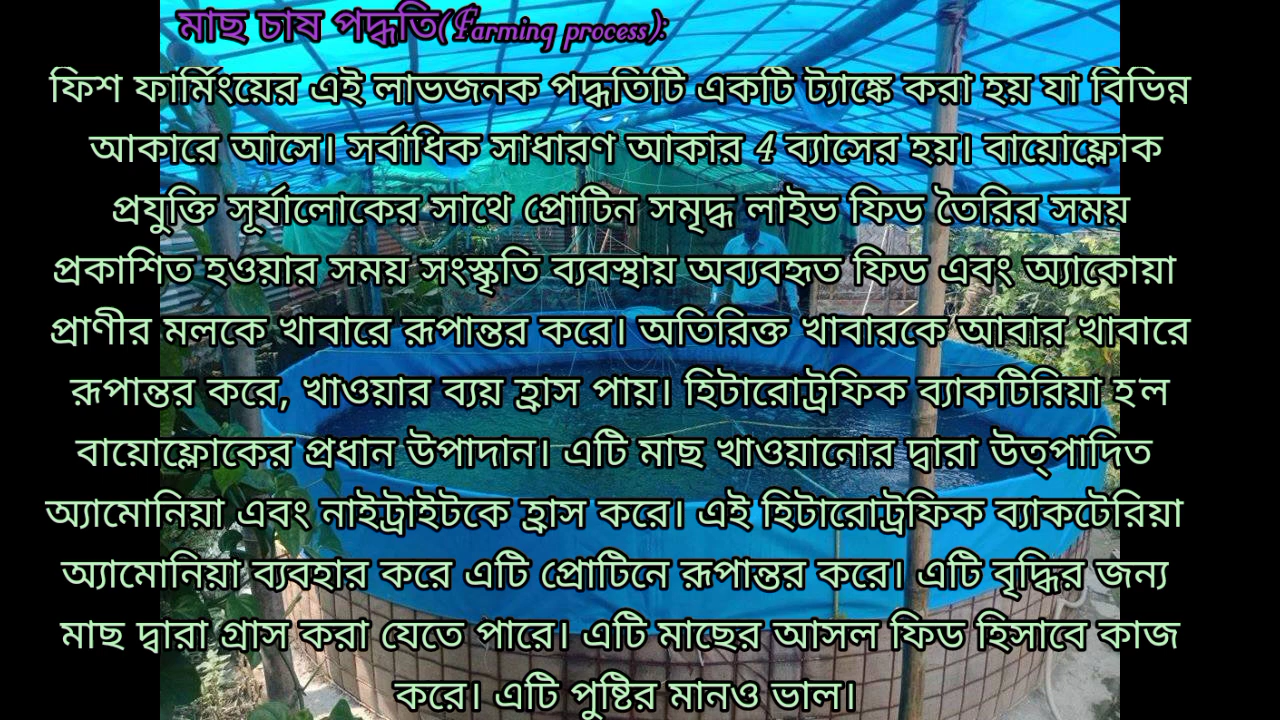 মাছ চাষ পদ্ধতি(Farming process):
ফিশ ফার্মিংয়ের এই লাভজনক পদ্ধতিটি একটি ট্যাঙ্কে করা হয় যা বিভিন্ন
আকারে আসে। সর্বাধিক সাধারণ আকার 4 ব্যাসের হয়। বায়োফ্লোক
প্রযুক্তি সূর্যালোকের সাথে প্রোটিন সমৃদ্ধ লাইভ ফিড তৈরির সময়
প্রকাশিত হওয়ার সময় সংস্কৃতি ব্যবস্থায় অব্যবহৃত ফিড এবং অ্যাকোয়া
প্রাণীর মলকে খাবারে রূপান্তর করে। অতিরিক্ত খাবারকে আবার খাবারে
রূপান্তর করে, খাওয়ার ব্যয় হ্রাস পায়। হিটারোট্রফিক ব্যাকটিরিয়া হ'ল
বায়োফ্লোকের প্রধান উপাদান। এটি মাছ খাওয়ানোর দ্বারা উত্পাদিত
অ্যামোনিয়া এবং নাইট্রাইটকে হ্রাস করে। এই হিটারোট্রফিক ব্যাকটেরিয়া
অ্যামোনিয়া ব্যবহার করে এটি প্রোটিনে রূপান্তর করে। এটি বৃদ্ধির জন্য
মাছ দ্বারা গ্রাস করা যেতে পারে। এটি মাছের আসল ফিড হিসাবে কাজ
করে। এটি পুষ্টির মানও ভাল।